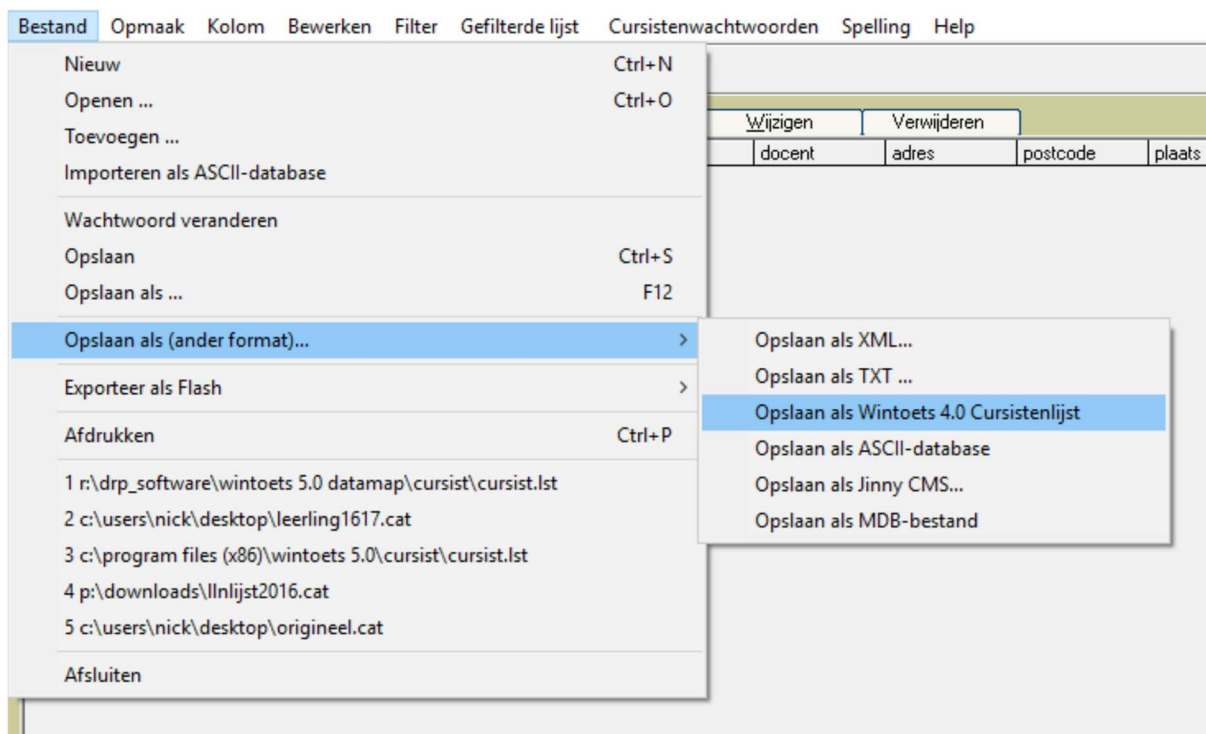 Bestand Opmaak Kolom Bewerken Filter Gefilterde lijst Cursistenwachtwoorden Spelling Help
Nieuw Ctrl+N
Openen ... Ctrl+O
Toevoegen ...
Importeren als ASCII-database
Wachtwoord veranderen
Opslaan Ctrl+S
Opslaan als ... F12
Opslaan als (ander format)... >
Exporteer als Flash >
Afdrukken Ctrl+P
1 r:\drp_software\wintoets 5.0 datamap\cursist\cursist.lst
2 c:\users\nick\desktop\leerling1617.cat
3 c:\program files (x86)\wintoets 5.0\cursist\cursist.lst
4 p:\downloads\llnlijst2016.cat
5 c:\users\nick\desktop\origineel.cat
Afsluiten
Wijzigen Verwijderen
docent adres postcode plaats
Opslaan als XML...
Opslaan als TXT ...
Opslaan als Wintoets 4.0 Cursistenlijst
Opslaan als ASCII-database
Opslaan als Jinny CMS...
Opslaan als MDB-bestand